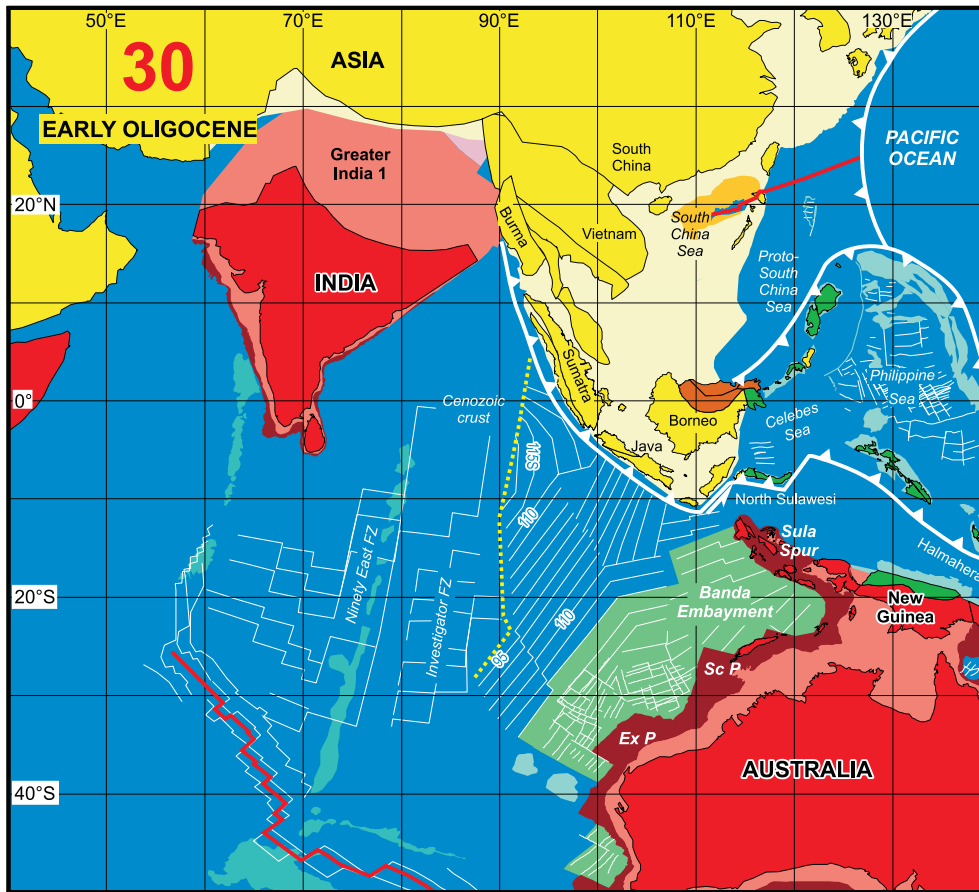 50°E
70°E
90°E
110°E
130°E
30
EARLY OLIGOCENE
ASIA
PACIFIC
OCEAN
Greater
India 1
South
China
20°N
Burma
Vietnam
South
China
Sea
Proto-
South
China
Sea
INDIA
Sumatra
Philippine
Sea
0°
Cenozoic
crust
Borneo
Celebes
Sea
Java
115S
North Sulawesi
110
Sula
Spur
Halmahera
Ninety East FZ
Investigator FZ
20°S
Banda
Embayment
New
Guinea
110
95
Sc P
Ex P
AUSTRALIA
40°S